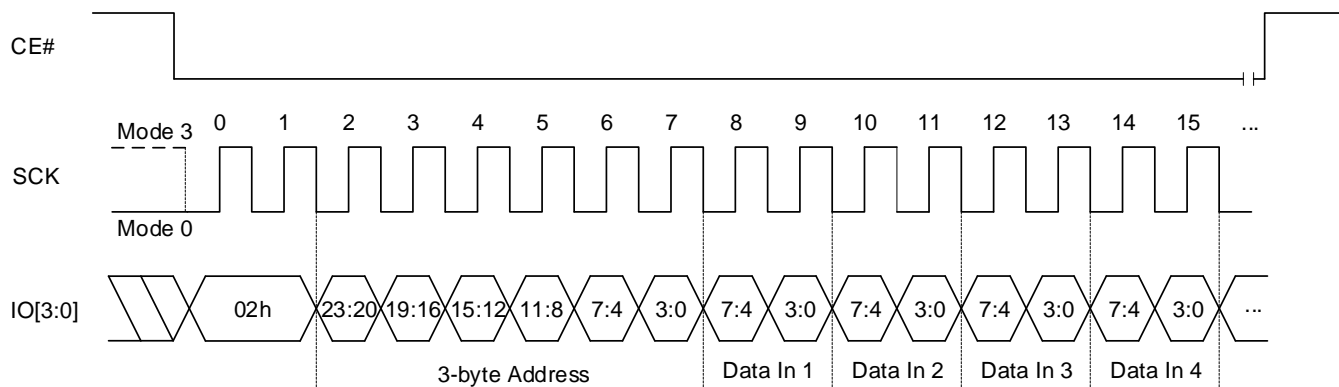 CE#
0 1 2 3 4 5 6 7 8 9 10 11 12 13 14 15 ...
Mode 3
SCK
Mode 0
IO[3:0] 02h 23:20 19:16 15:12 11:8 7:4 3:0 7:4 3:0 7:4 3:0 7:4 3:0 7:4 3:0 ...
3-byte Address Data In 1 Data In 2 Data In 3 Data In 4